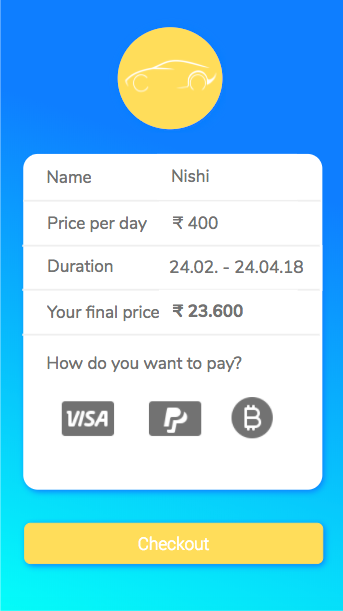 Name Nishi
Price per day ₹ 400
Duration 24.02. - 24.04.18
Your final price ₹ 23.600
How do you want to pay?
VISA
Checkout